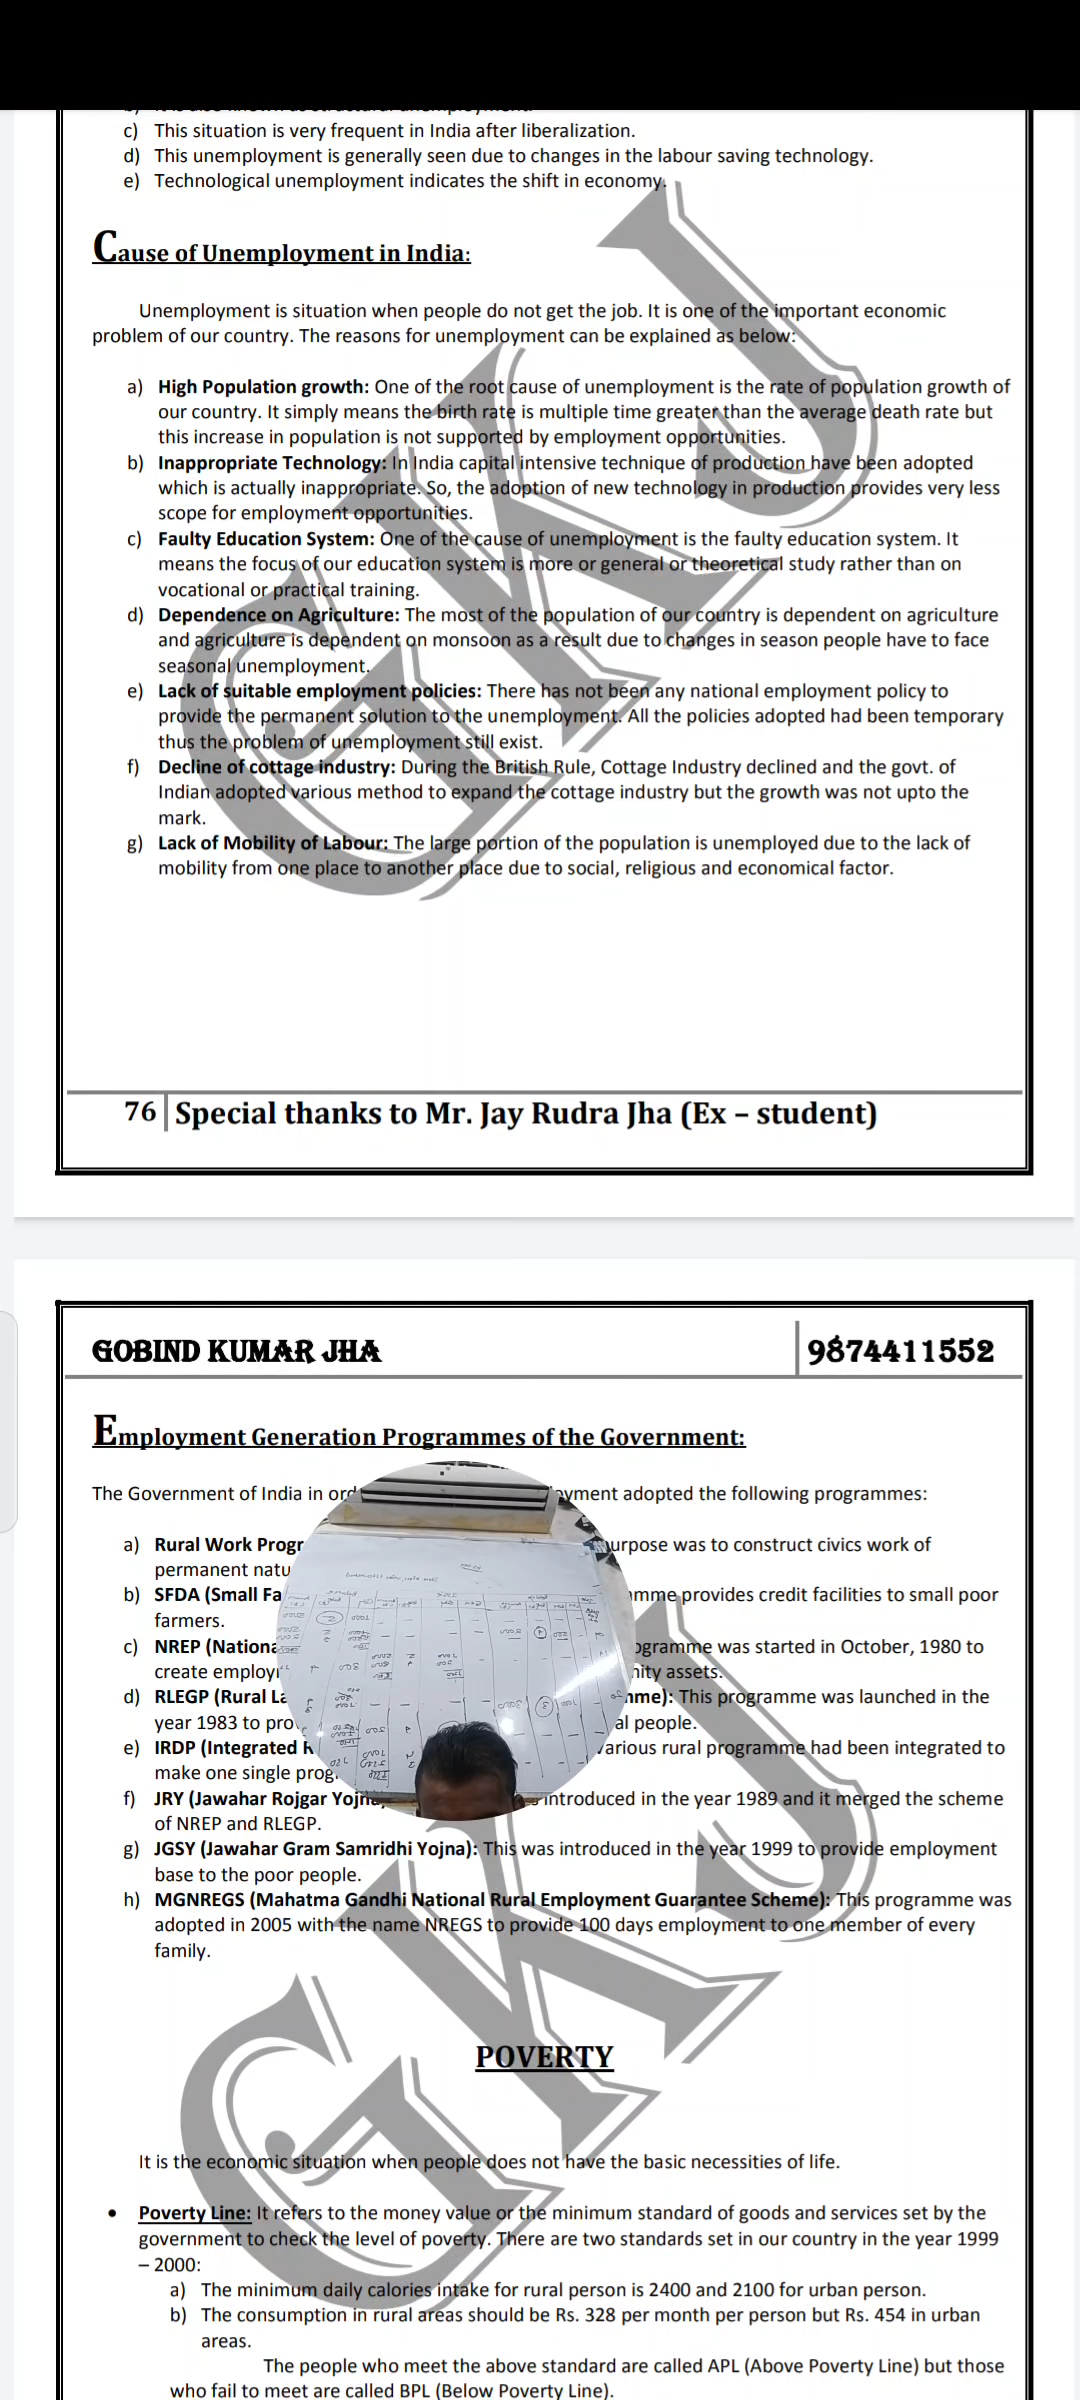 c) This situation is very frequent in India after liberalization.
d) This unemployment is generally seen due to changes in the labour saving technology.
e) Technological unemployment indicates the shift in economy.
Cause of Unemployment in India:
Unemployment is situation when people do not get the job. It is one of the important economic
problem of our country. The reasons for unemployment can be explained as below:
a) High Population growth: One of the root cause of unemployment is the rate of population growth of
our country. It simply means the birth rate is multiple time greater than the average death rate but
this increase in population is not supported by employment opportunities.
b) Inappropriate Technology: In India capital intensive technique of production have been adopted
which is actually inappropriate. So, the adoption of new technology in production provides very less
scope for employment opportunities.
c) Faulty Education System: One of the cause of unemployment is the faulty education system. It
means the focus of our education system is more or general or theoretical study rather than on
vocational or practical training.
d) Dependence on Agriculture: The most of the population of our country is dependent on agriculture
and agriculture is dependent on monsoon as a result due to changes in season people have to face
seasonal unemployment.
e) Lack of suitable employment policies: There has not been any national employment policy to
provide the permanent solution to the unemployment. All the policies adopted had been temporary
thus the problem of unemployment still exist.
f) Decline of cottage industry: During the British Rule, Cottage Industry declined and the govt. of
Indian adopted various method to expand the cottage industry but the growth was not upto the
mark.
g) Lack of Mobility of Labour: The large portion of the population is unemployed due to the lack of
mobility from one place to another place due to social, religious and economical factor.
GKJ
76 Special thanks to Mr. Jay Rudra Jha (Ex – student)
GOBIND KUMAR JHA 9874411552
Employment Generation Programmes of the Government:
The Government of India in adopted the following programmes:
a) Rural Work was to construct civics work of
permanent
b) SFDA (Small provides credit facilities to small poor
farmers.
c) NREP was started in October, 1980 to
create assets.
d) RLEGP (Rural This programme was launched in the
year 1983 to people.
e) IRDP (Integrated various rural programme had been integrated to
make one single
f) JRY (Jawahar Rojgar introduced in the year 1989 and it merged the scheme
of NREP and RLEGP.
g) JGSY (Jawahar Gram Samridhi Yojna): This was introduced in the year 1999 to provide employment
base to the poor people.
h) MGNREGS (Mahatma Gandhi National Rural Employment Guarantee Scheme): This programme was
adopted in 2005 with the name NREGS to provide 100 days employment to one member of every
family.
GKJ
POVERTY
It is the economic situation when people does not have the basic necessities of life.
• Poverty Line: It refers to the money value or the minimum standard of goods and services set by the
government to check the level of poverty. There are two standards set in our country in the year 1999
– 2000:
a) The minimum daily calories intake for rural person is 2400 and 2100 for urban person.
b) The consumption in rural areas should be Rs. 328 per month per person but Rs. 454 in urban
areas.
The people who meet the above standard are called APL (Above Poverty Line) but those
who fail to meet are called BPL (Below Poverty Line).